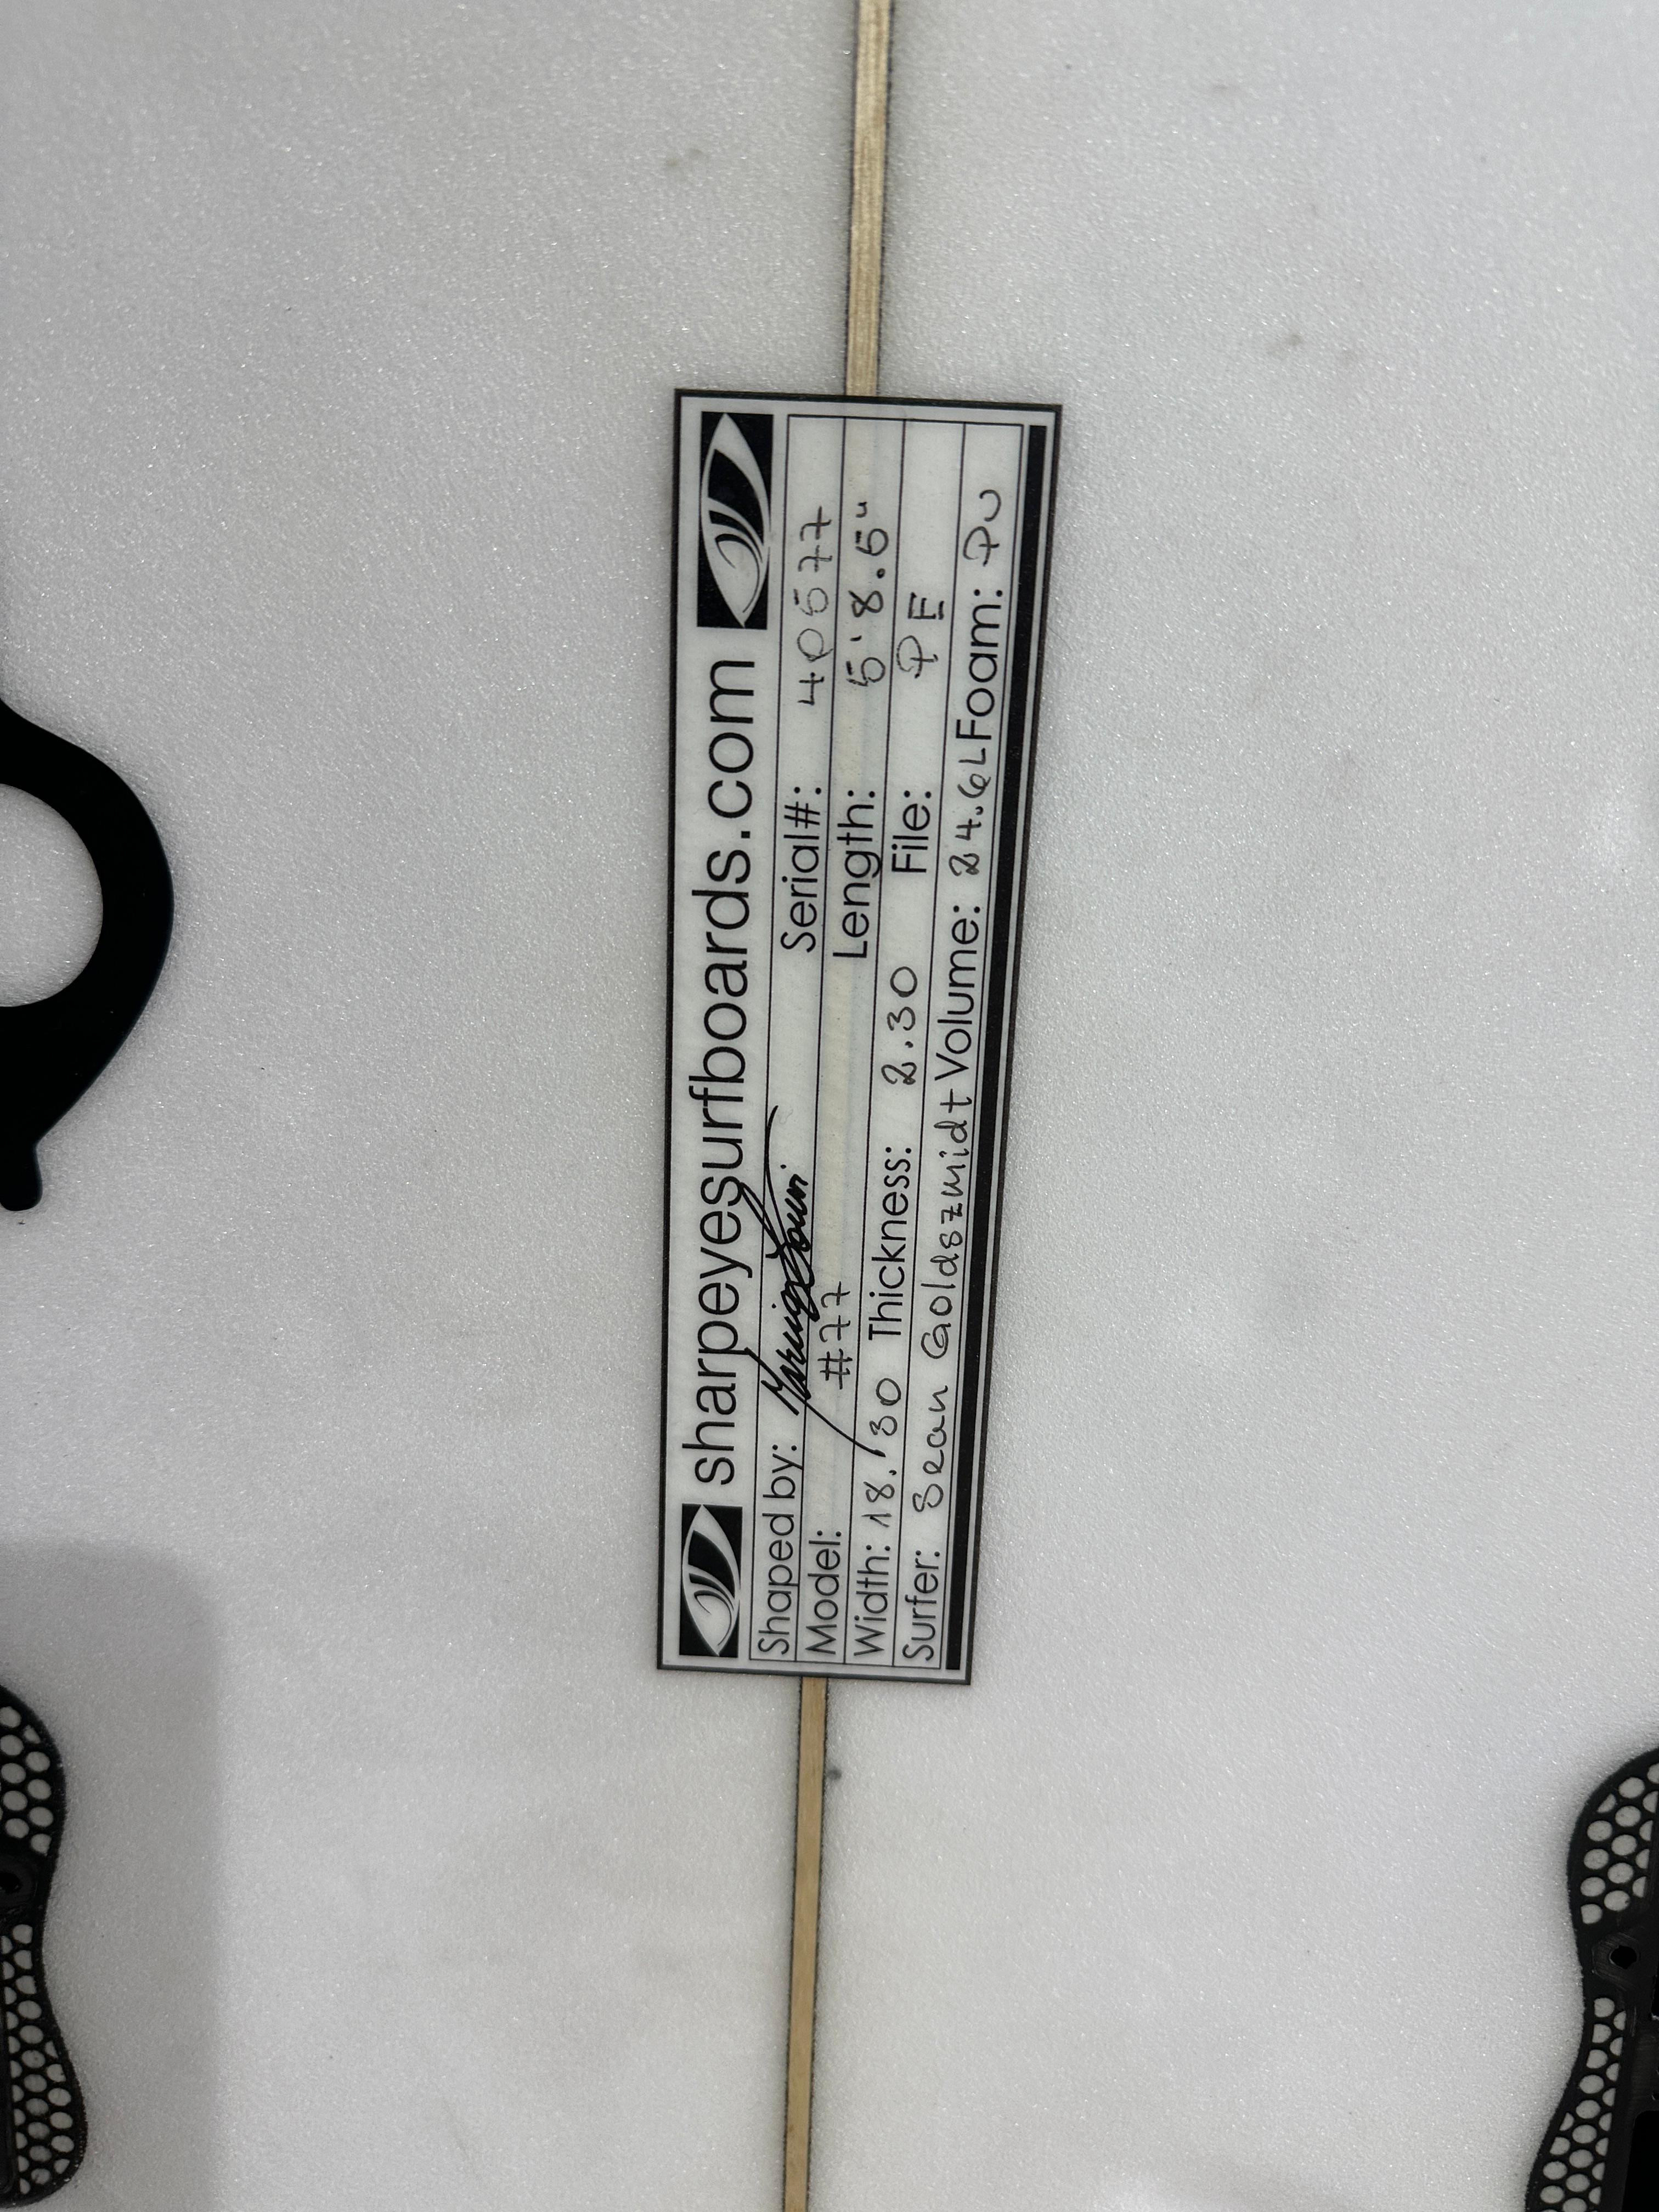 sharpeyesurfboards.com
Shaped by: Serial#: 40577
Model: #77 Length: 5'8.5"
Width: 18.30 Thickness: 2.30 File: PE
Surfer: Sean Goldszmidt Volume: 24.6L Foam: PU